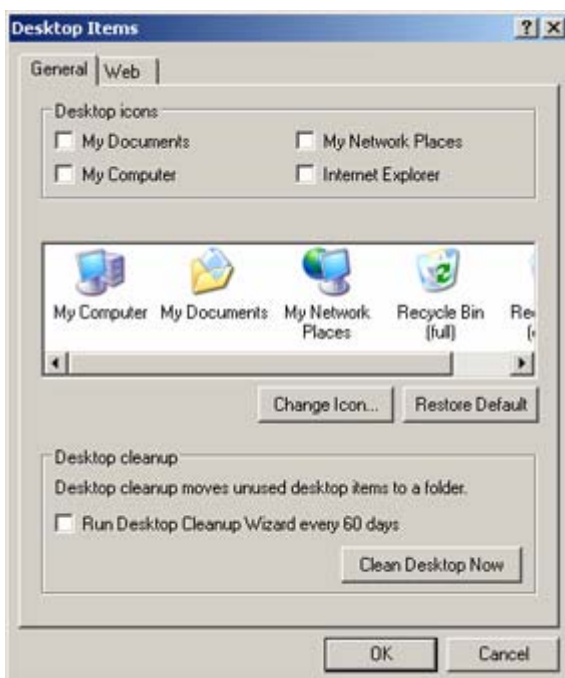 Desktop Items
General Web
Desktop icons
My Documents My Network Places
My Computer Internet Explorer
My Computer My Documents My Network Recycle Bin
Places (full)
Change Icon... Restore Default
Desktop cleanup
Desktop cleanup moves unused desktop items to a folder.
Run Desktop Cleanup Wizard every 60 days
Clean Desktop Now
OK Cancel